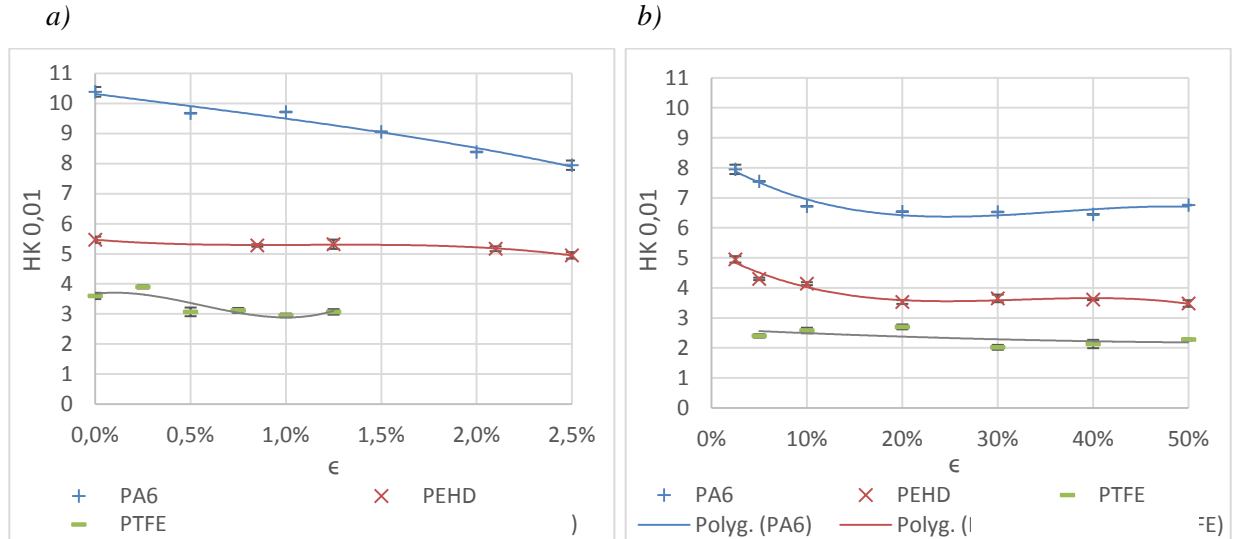 a)
b)
11
10
9
8
7
6
5
4
3
2
1
0
HK 0,01
0,0%
0,5%
1,0%
1,5%
2,0%
2,5%
ϵ
PA6
PEHD
PTFE
)
11
10
9
8
7
6
5
4
3
2
1
0
HK 0,01
0%
10%
20%
30%
40%
50%
ϵ
PA6
PEHD
PTFE
Polyg. (PA6)
Polyg. (
FE)